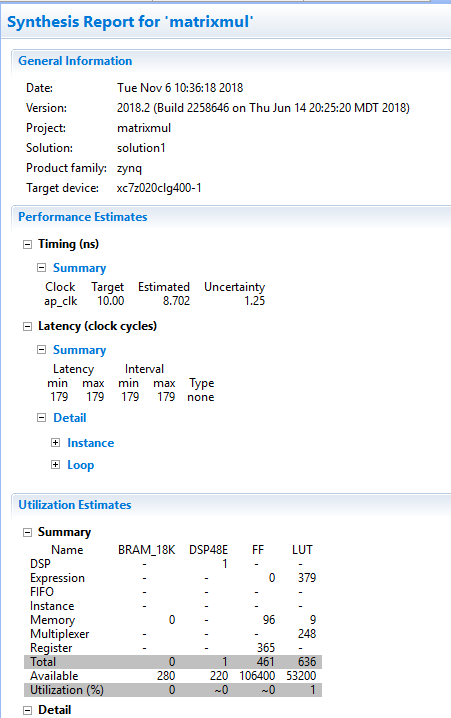 Synthesis Report for 'matrixmul'
General Information
Date: Tue Nov 6 10:36:18 2018
Version: 2018.2 (Build 2258646 on Thu Jun 14 20:25:20 MDT 2018)
Project: matrixmul
Solution: solution1
Product family: zynq
Target device: xc7z020clg400-1
Performance Estimates
Timing (ns)
Summary
Clock Target Estimated Uncertainty
ap_clk 10.00 8.702 1.25
Latency (clock cycles)
Summary
Latency Interval
min max min max Type
179 179 179 179 none
Detail
Instance
Loop
Utilization Estimates
Summary
Name BRAM_18K DSP48E FF LUT
DSP - 1 - -
Expression - - 0 379
FIFO - - - -
Instance - - - -
Memory 0 - 96 9
Multiplexer - - - 248
Register - - 365 -
Total 0 1 461 636
Available 280 220 106400 53200
Utilization (%) 0 ~0 ~0 1
Detail